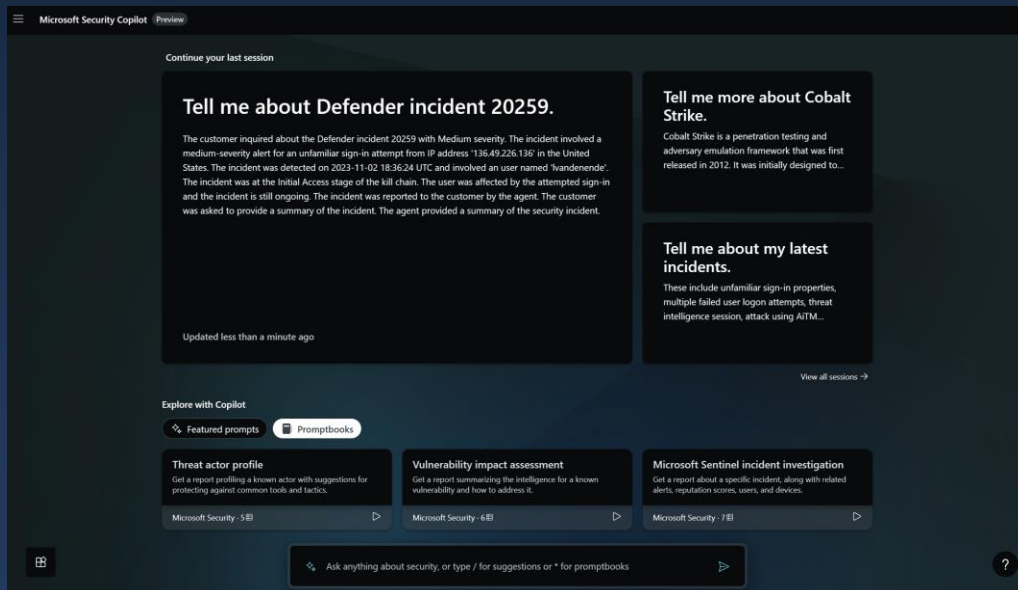 Microsoft Security Copilot Preview
Continue your last session
Tell me about Defender incident 20259.
The customer inquired about the Defender incident 20259 with Medium severity. The incident involved a
medium-severity alert for an unfamiliar sign-in attempt from IP address '136.49.226.136' in the United
States. The incident was detected on 2023-11-02 18:36:24 UTC and involved an user named 'lvandenende'.
The incident was at the Initial Access stage of the kill chain. The user was affected by the attempted sign-in
and the incident is still ongoing. The incident was reported to the customer by the agent. The customer
was asked to provide a summary of the incident. The agent provided a summary of the security incident.
Updated less than a minute ago
Tell me more about Cobalt
Strike.
Cobalt Strike is a penetration testing and
adversary emulation framework that was first
released in 2012. It was initially designed to...
Tell me about my latest
incidents.
These include unfamiliar sign-in properties,
multiple failed user logon attempts, threat
intelligence session, attack using AiTM...
View all sessions →
Explore with Copilot
Featured prompts
Promptbooks
Threat actor profile
Get a report profiling a known actor with suggestions for
protecting against common tools and tactics.
Microsoft Security · 5
Vulnerability impact assessment
Get a report summarizing the intelligence for a known
vulnerability and how to address it.
Microsoft Security · 6
Microsoft Sentinel incident investigation
Get a report about a specific incident, along with related
alerts, reputation scores, users, and devices.
Microsoft Security · 7
Ask anything about security, or type / for suggestions or * for promptbooks
?